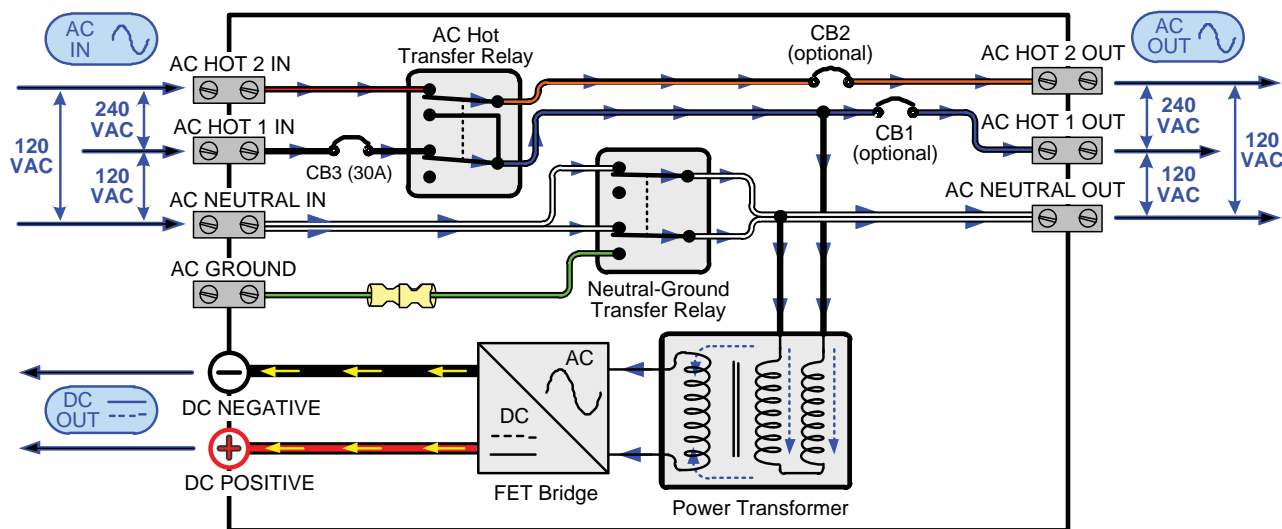 AC
IN
AC HOT 2 IN
AC Hot
Transfer Relay
CB2
(optional)
AC HOT 2 OUT
AC
OUT
240
VAC
120
VAC
120
VAC
AC HOT 1 IN
CB3 (30A)
CB1
(optional)
AC HOT 1 OUT
240
VAC
120
VAC
120
VAC
AC NEUTRAL IN
AC NEUTRAL OUT
AC GROUND
Neutral-Ground
Transfer Relay
DC
OUT
DC NEGATIVE
DC POSITIVE
AC
DC
FET Bridge
Power Transformer